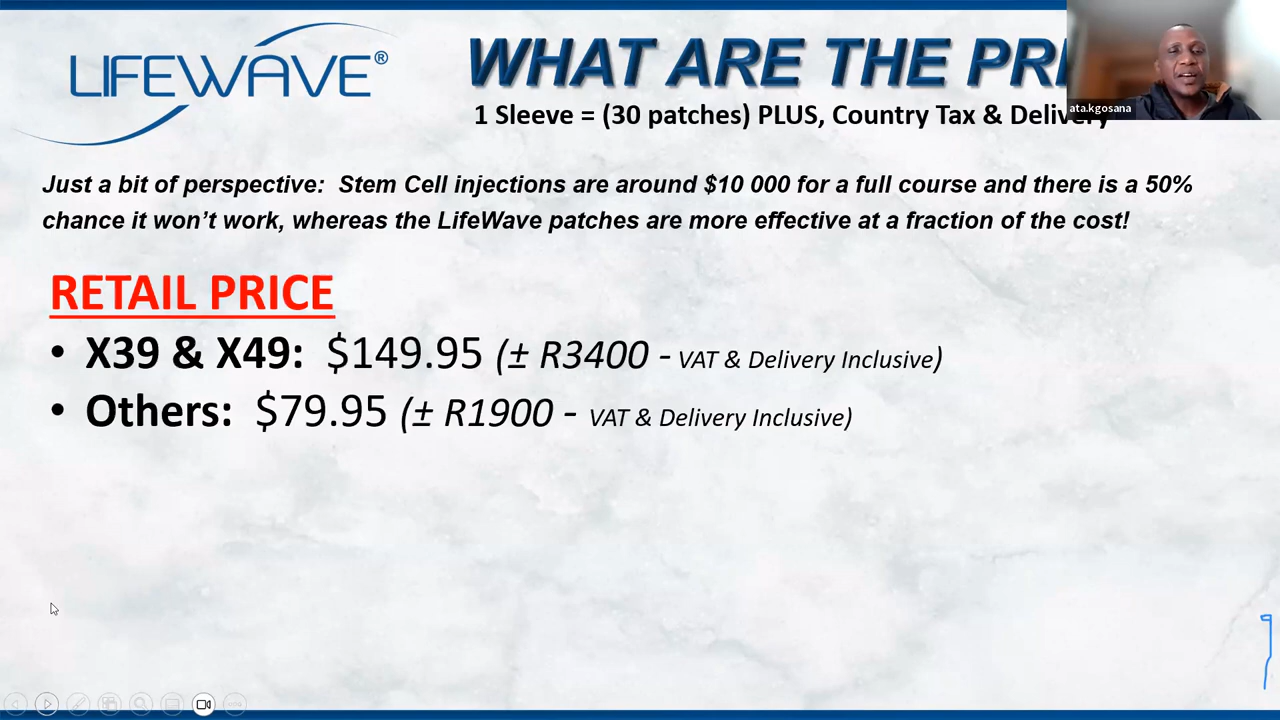 LIFEWAVE®
WHAT ARE THE PRI
ata.kgosana
1 Sleeve = (30 patches) PLUS, Country Tax & Delivery
Just a bit of perspective: Stem Cell injections are around $10 000 for a full course and there is a 50%
chance it won't work, whereas the LifeWave patches are more effective at a fraction of the cost!
RETAIL PRICE
• X39 & X49: $149.95 (± R3400 - VAT & Delivery Inclusive)
• Others: $79.95 (± R1900 - VAT & Delivery Inclusive)